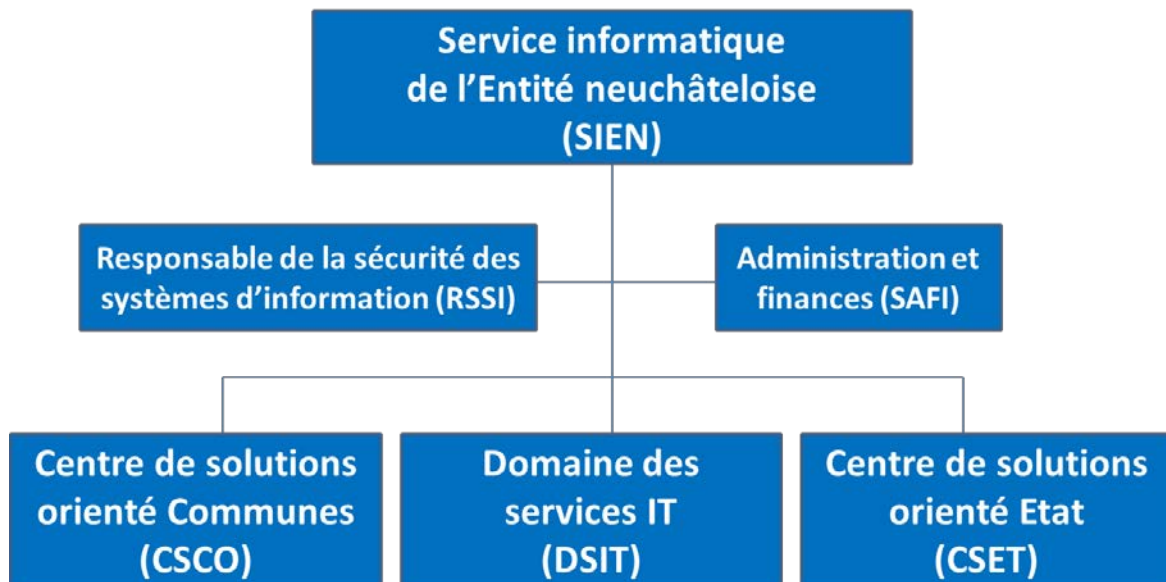 Service informatique
de l’Entité neuchâteloise
(SIEN)
Responsable de la sécurité des
systèmes d’information (RSSI)
Administration et
finances (SAFI)
Centre de solutions
orienté Communes
(CSCO)
Domaine des
services IT
(DSIT)
Centre de solutions
orienté Etat
(CSET)